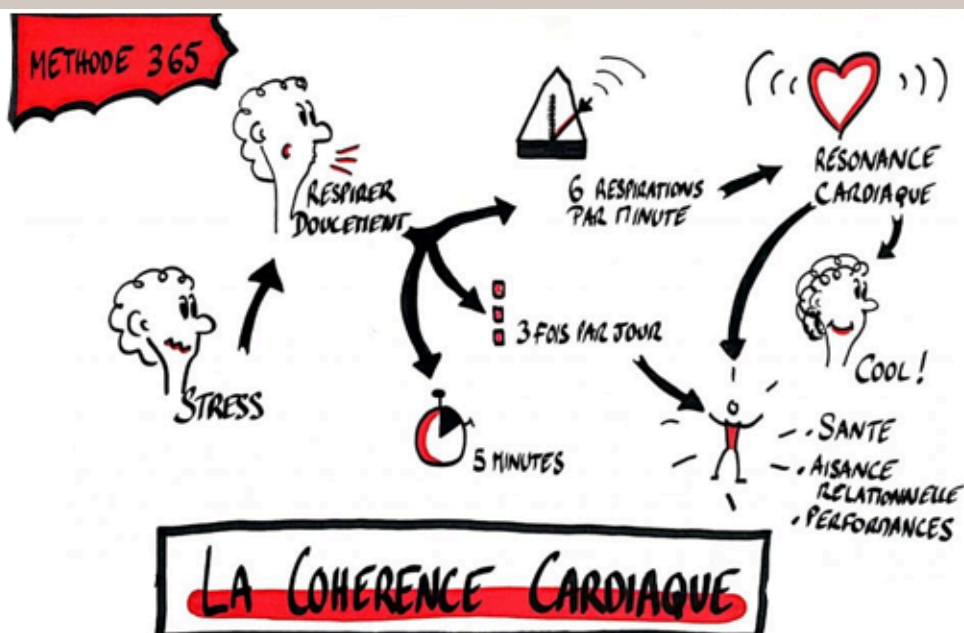 METHODE 365
STRESS
RESPIRER
DOUCEMENT
6 RESPIRATIONS
PAR MINUTE
RESONANCE
CARDIAQUE
COOL!
3 FOIS PAR JOUR
5 MINUTES
• SANTE
• AISANCE
RELATIONNELLE
• PERFORMANCES
LA COHERENCE CARDIAQUE